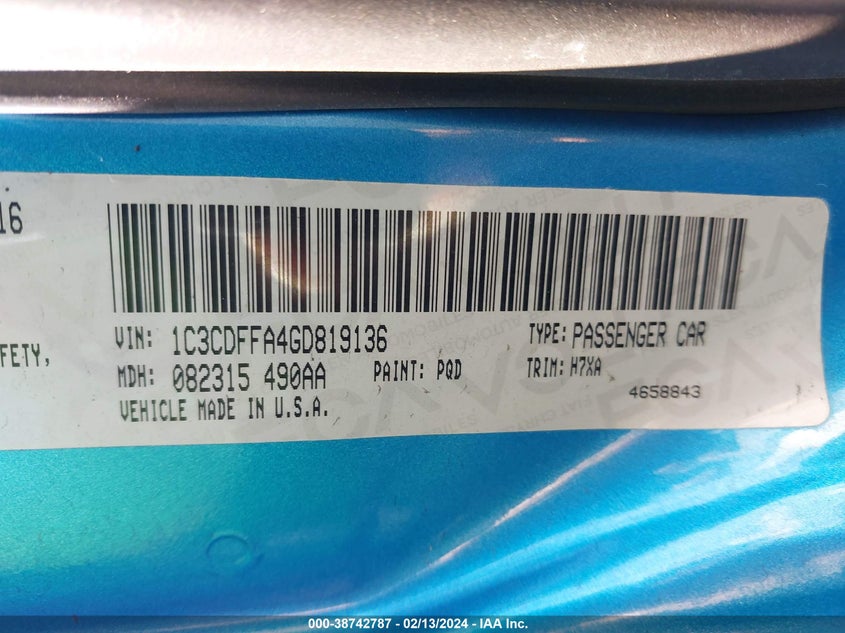 16
FETY,
VIN: 1C3CDFFA4GD819136 TYPE: PASSENGER CAR
MDH: 082315 490AA PAINT: PQD TRIM: H7XA
VEHICLE MADE IN U.S.A. 4658843
000-38742787 - 02/13/2024 - IAA Inc.